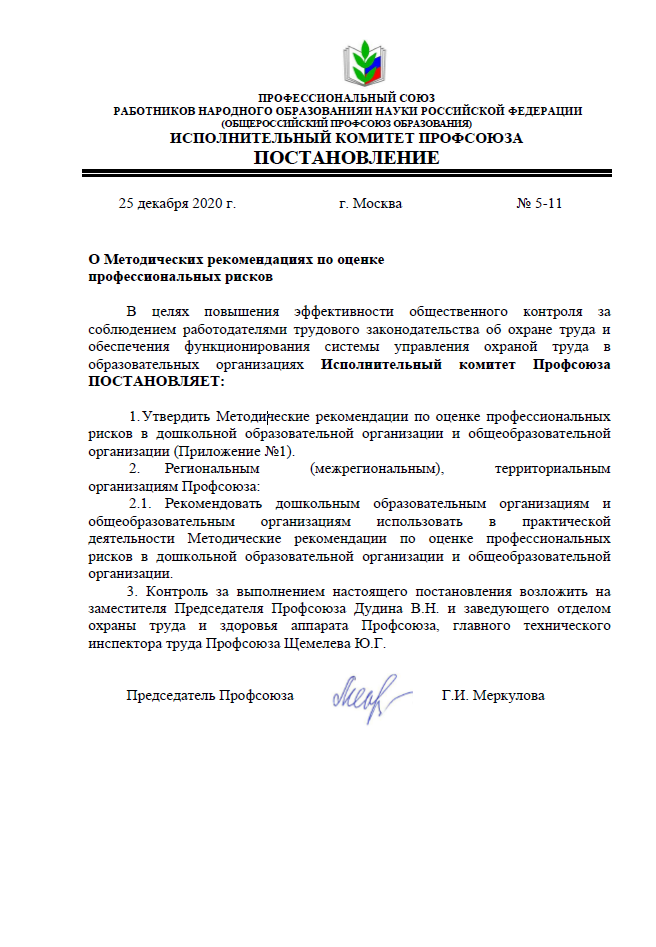 ПРОФЕССИОНАЛЬНЫЙ СОЮЗ
РАБОТНИКОВ НАРОДНОГО ОБРАЗОВАНИЯИ НАУКИ РОССИЙСКОЙ ФЕДЕРАЦИИ
(ОБЩЕРОССИЙСКИЙ ПРОФСОЮЗ ОБРАЗОВАНИЯ)
ИСПОЛНИТЕЛЬНЫЙ КОМИТЕТ ПРОФСОЮЗА
ПОСТАНОВЛЕНИЕ
25 декабря 2020 г. г. Москва № 5-11
О Методических рекомендациях по оценке
профессиональных рисков
В целях повышения эффективности общественного контроля за
соблюдением работодателями трудового законодательства об охране труда и
обеспечения функционирования системы управления охраной труда в
образовательных организациях Исполнительный комитет Профсоюза
ПОСТАНОВЛЯЕТ:
1. Утвердить Методические рекомендации по оценке профессиональных
рисков в дошкольной образовательной организации и общеобразовательной
организации (Приложение №1).
2. Региональным (межрегиональным), территориальным
организациям Профсоюза:
2.1. Рекомендовать дошкольным образовательным организациям и
общеобразовательным организациям использовать в практической
деятельности Методические рекомендации по оценке профессиональных
рисков в дошкольной образовательной организации и общеобразовательной
организации.
3. Контроль за выполнением настоящего постановления возложить на
заместителя Председателя Профсоюза Дудина В.Н. и заведующего отделом
охраны труда и здоровья аппарата Профсоюза, главного технического
инспектора труда Профсоюза Щемелева Ю.Г.
Председатель Профсоюза Г.И. Меркулова